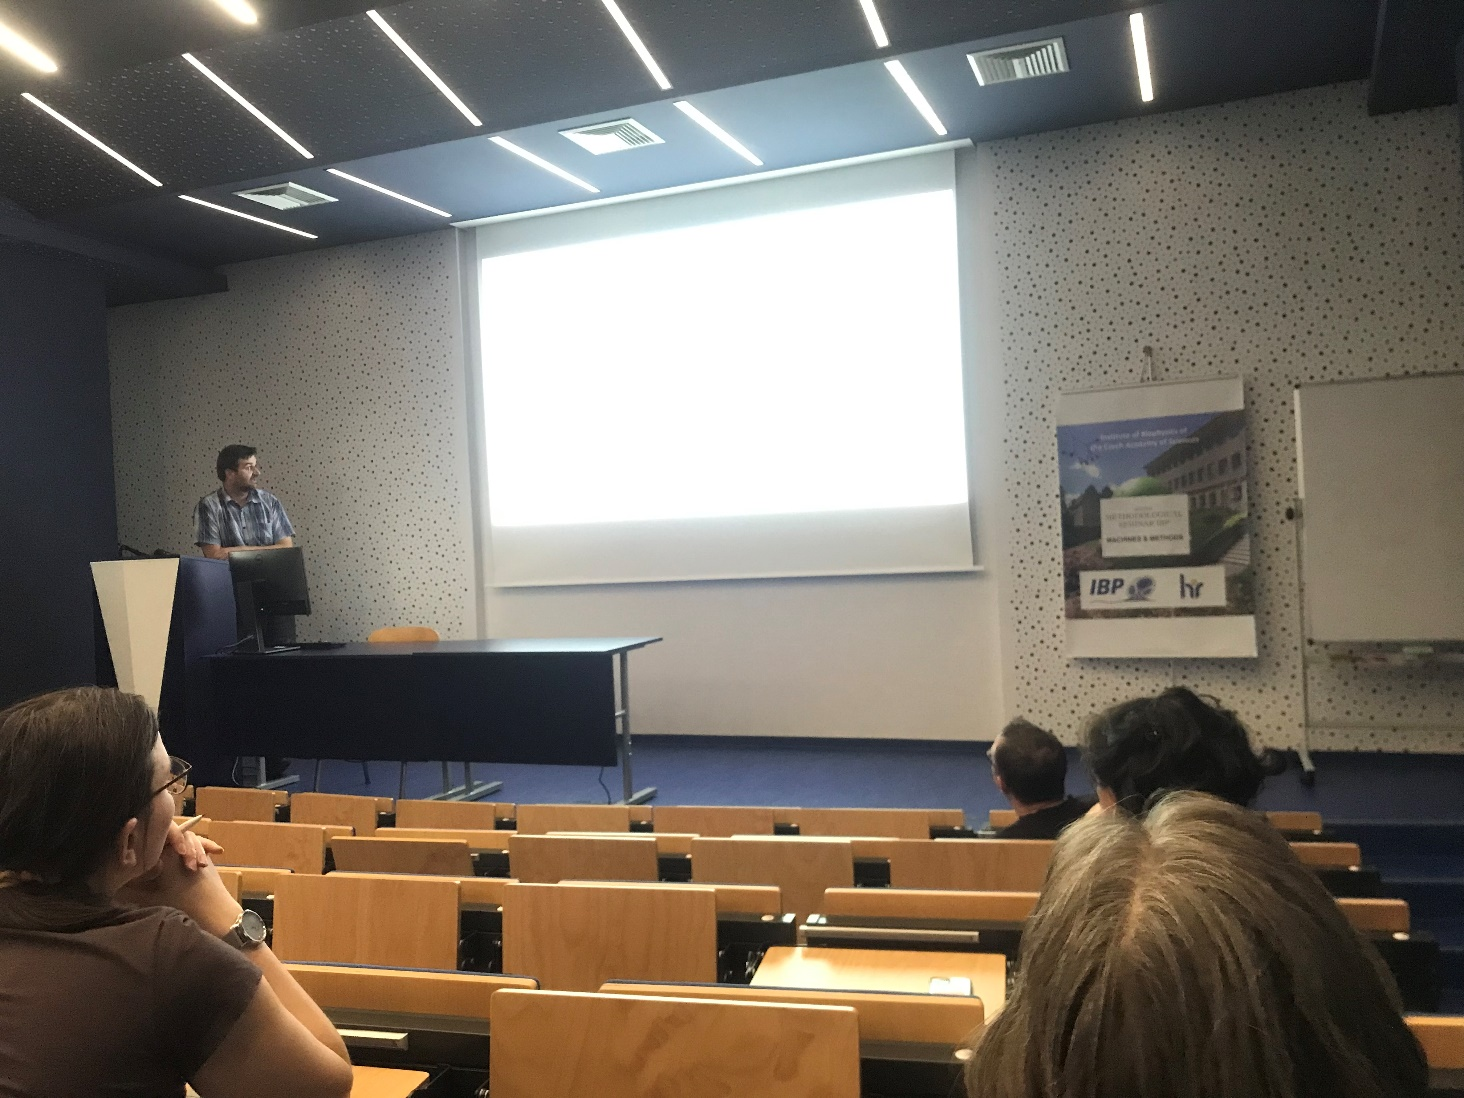 Institute of Biophysics of
the Czech Academy of Sciences
METHODOLOGICAL
SEMINAR IBP
MACHINES & METHODS
IBP
hr